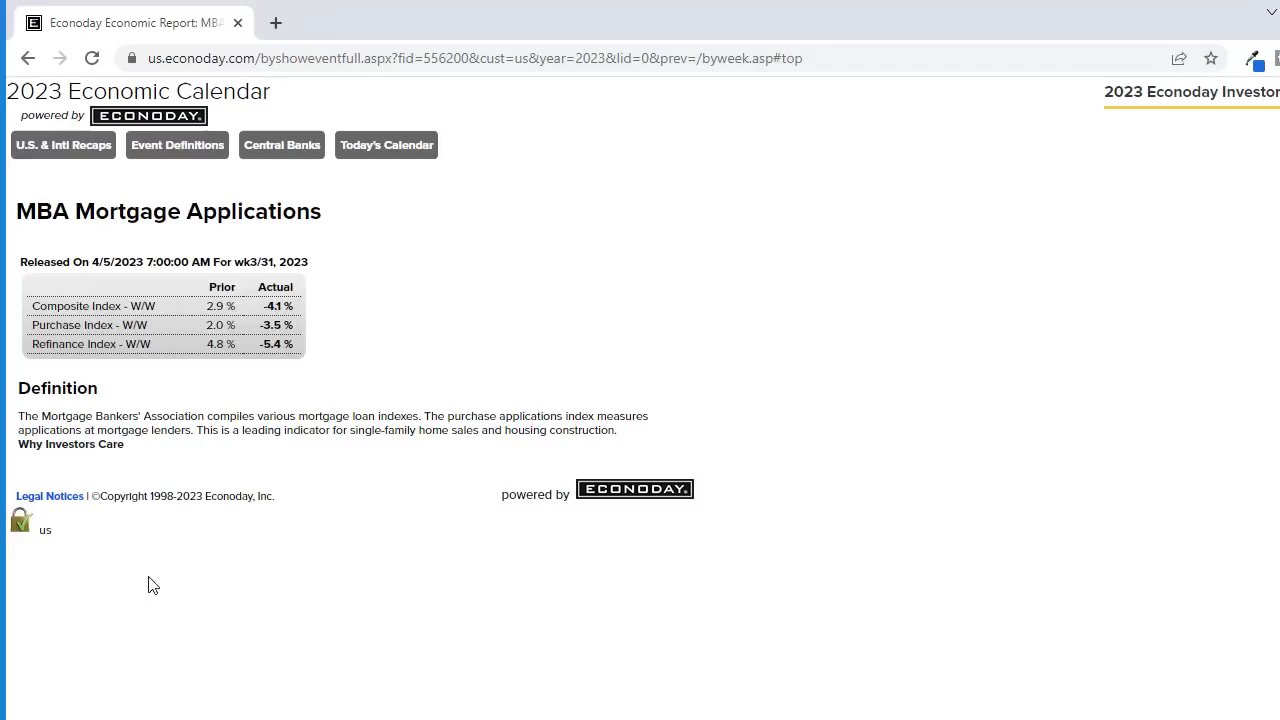 Econoday Economic Report: MBA
us.econoday.com/byshoweventfull.aspx?fid=556200&cust=us&year=2023&lid=0&prev=/byweek.asp#top
2023 Economic Calendar
2023 Econoday Investor
powered by ECONODAY.
U.S. & Intl Recaps Event Definitions Central Banks Today's Calendar
MBA Mortgage Applications
Released On 4/5/2023 7:00:00 AM For wk3/31, 2023
Prior Actual
Composite Index - W/W 2.9 % -4.1 %
Purchase Index - W/W 2.0 % -3.5 %
Refinance Index - W/W 4.8 % -5.4 %
Definition
The Mortgage Bankers' Association compiles various mortgage loan indexes. The purchase applications index measures
applications at mortgage lenders. This is a leading indicator for single-family home sales and housing construction.
Why Investors Care
Legal Notices | ©Copyright 1998-2023 Econoday, Inc.
powered by ECONODAY.
us